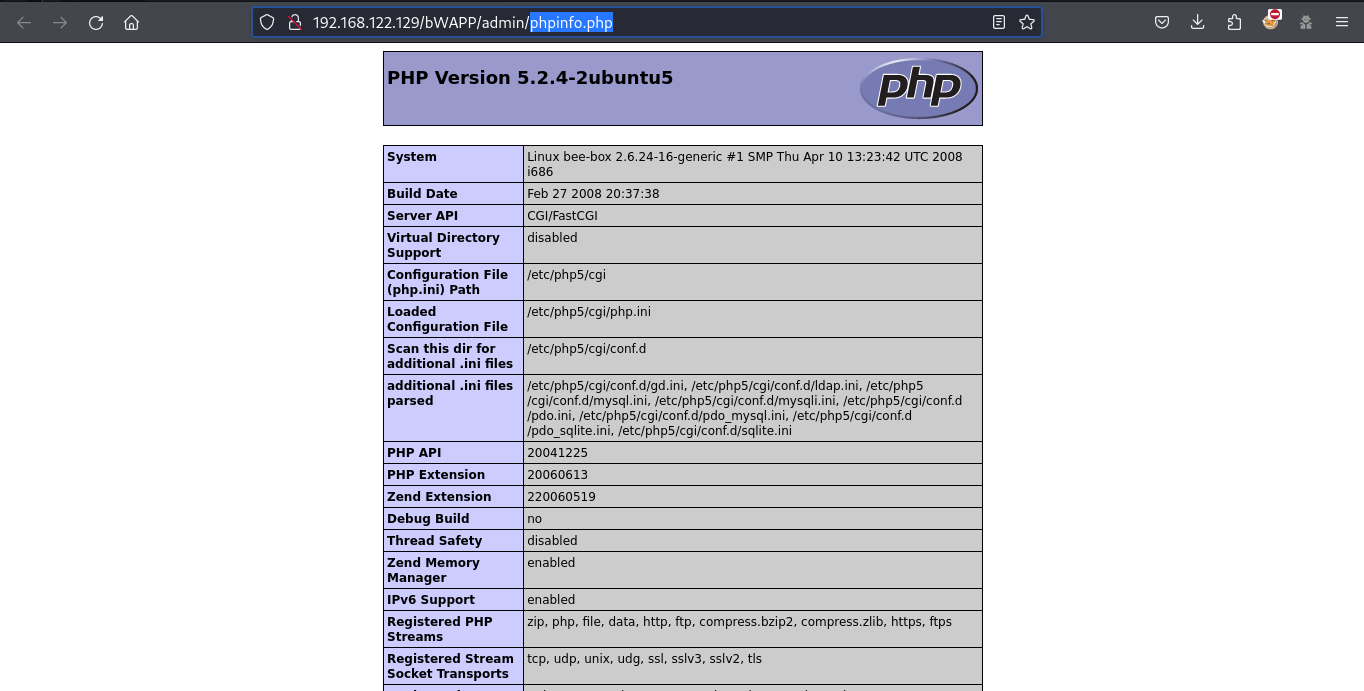 192.168.122.129/bWAPP/admin/phpinfo.php
PHP Version 5.2.4-2ubuntu5
php
System
Linux bee-box 2.6.24-16-generic #1 SMP Thu Apr 10 13:23:42 UTC 2008
i686
Build Date
Feb 27 2008 20:37:38
Server API
CGI/FastCGI
Virtual Directory
Support
disabled
Configuration File
(php.ini) Path
/etc/php5/cgi
Loaded
Configuration File
/etc/php5/cgi/php.ini
Scan this dir for
additional .ini files
/etc/php5/cgi/conf.d
additional .ini files
parsed
/etc/php5/cgi/conf.d/gd.ini, /etc/php5/cgi/conf.d/ldap.ini, /etc/php5
/cgi/conf.d/mysql.ini, /etc/php5/cgi/conf.d/mysqli.ini, /etc/php5/cgi/conf.d
/pdo.ini, /etc/php5/cgi/conf.d/pdo_mysql.ini, /etc/php5/cgi/conf.d
/pdo_sqlite.ini, /etc/php5/cgi/conf.d/sqlite.ini
PHP API
20041225
PHP Extension
20060613
Zend Extension
220060519
Debug Build
no
Thread Safety
disabled
Zend Memory
Manager
enabled
IPv6 Support
enabled
Registered PHP
Streams
zip, php, file, data, http, ftp, compress.bzip2, compress.zlib, https, ftps
Registered Stream
Socket Transports
tcp, udp, unix, udg, ssl, sslv3, sslv2, tls